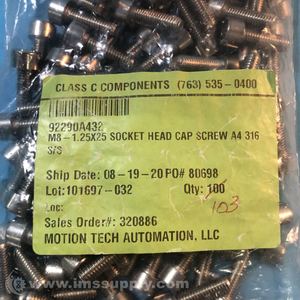 CLASS C COMPONENTS (763) 535-0400
92290A432
M8-1.25X25 SOCKET HEAD CAP SCREW A4 316
S/S
Ship Date: 08-19-20 PO# 80698
Lot: 101697-032 Qty: 100
Loc: 103
Sales Order#: 320886
MOTION TECH AUTOMATION, LLC
© www.imssupply.com